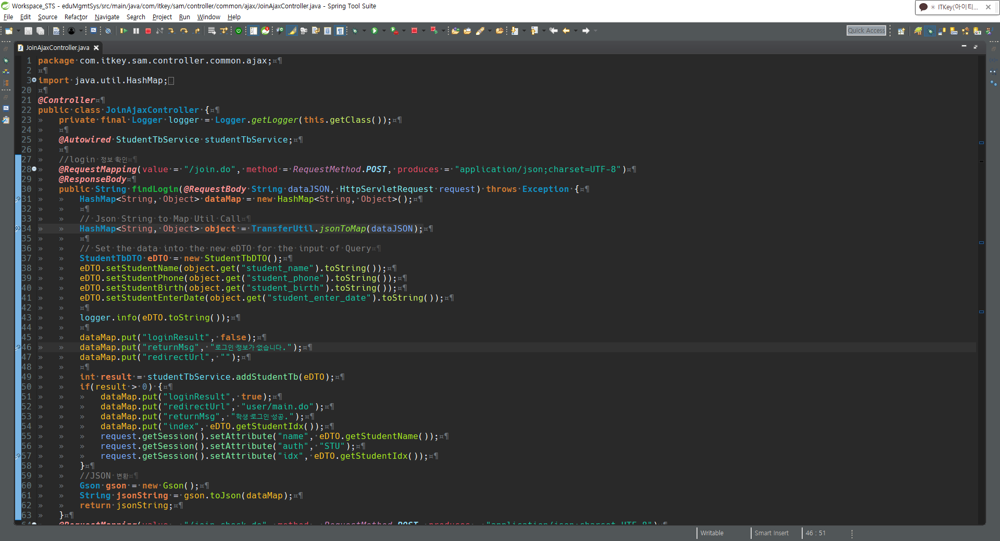 Workspace_STS - eduMgmtSys/src/main/java/com/itkey/sam/controller/common/ajax/JoinAjaxController.java - Spring Tool Suite
ITKey(아이티...
File Edit Source Refactor Navigate Search Project Run Window Help
Quick Access
JoinAjaxController.java
1 package com.itkey.sam.controller.common.ajax;
2
3 import java.util.HashMap;
20
21 @Controller
22 public class JoinAjaxController {
23 private final Logger logger = Logger.getLogger(this.getClass());
24
25 @Autowired StudentTbService studentTbService;
26
27 //login 정보 확인
28 @RequestMapping(value = "/join.do", method = RequestMethod.POST, produces = "application/json;charset=UTF-8")
29 @ResponseBody
30 public String findLogin(@RequestBody String dataJSON, HttpServletRequest request) throws Exception {
31 HashMap<String, Object> dataMap = new HashMap<String, Object>();
32
33 // Json String to Map Util Call
34 HashMap<String, Object> object = TransferUtil.jsonToMap(dataJSON);
35
36 // Set the data into the new eDTO for the input of Query
37 StudentTbDTO eDTO = new StudentTbDTO();
38 eDTO.setStudentName(object.get("student_name").toString());
39 eDTO.setStudentPhone(object.get("student_phone").toString());
40 eDTO.setStudentBirth(object.get("student_birth").toString());
41 eDTO.setStudentEnterDate(object.get("student_enter_date").toString());
42
43 logger.info(eDTO.toString());
44
45 dataMap.put("loginResult", false);
46 dataMap.put("returnMsg", "로그인 정보가 없습니다.");
47 dataMap.put("redirectUrl", "");
48
49 int result = studentTbService.addStudentTb(eDTO);
50 if(result > 0) {
51 dataMap.put("loginResult", true);
52 dataMap.put("redirectUrl", "user/main.do");
53 dataMap.put("returnMsg", "학생 로그인 성공.");
54 dataMap.put("index", eDTO.getStudentIdx());
55 request.getSession().setAttribute("name", eDTO.getStudentName());
56 request.getSession().setAttribute("auth", "STU");
57 request.getSession().setAttribute("idx", eDTO.getStudentIdx());
58 }
59 //JSON 변환
60 Gson gson = new Gson();
61 String jsonString = gson.toJson(dataMap);
62 return jsonString;
63 }
64 @RequestMapping(value = "/join_check.do", method = RequestMethod.POST, produces = "application/json;charset=UTF-8")
Writable Smart Insert 46 : 51